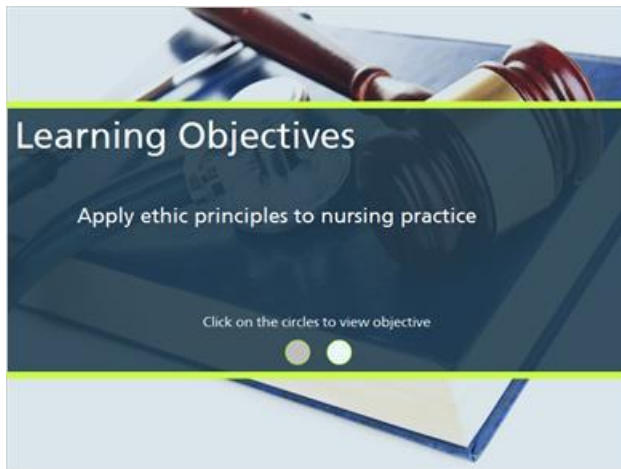 Learning Objectives
Apply ethic principles to nursing practice
Click on the circles to view objective